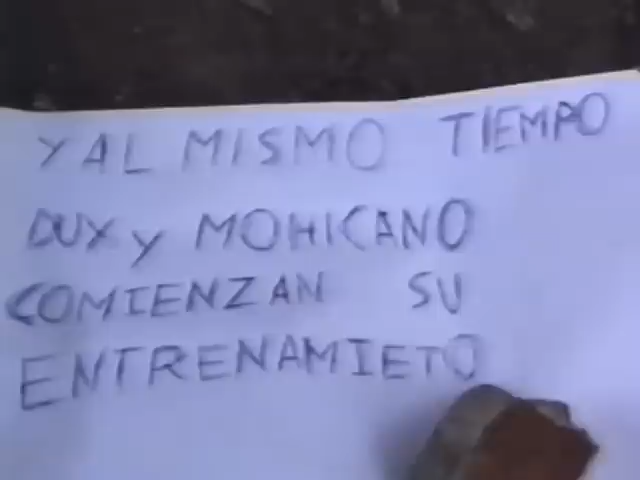 Y AL MISMO TIEMPO
DUX Y MOHICANO
COMIENZAN SU
ENTRENAMIETO